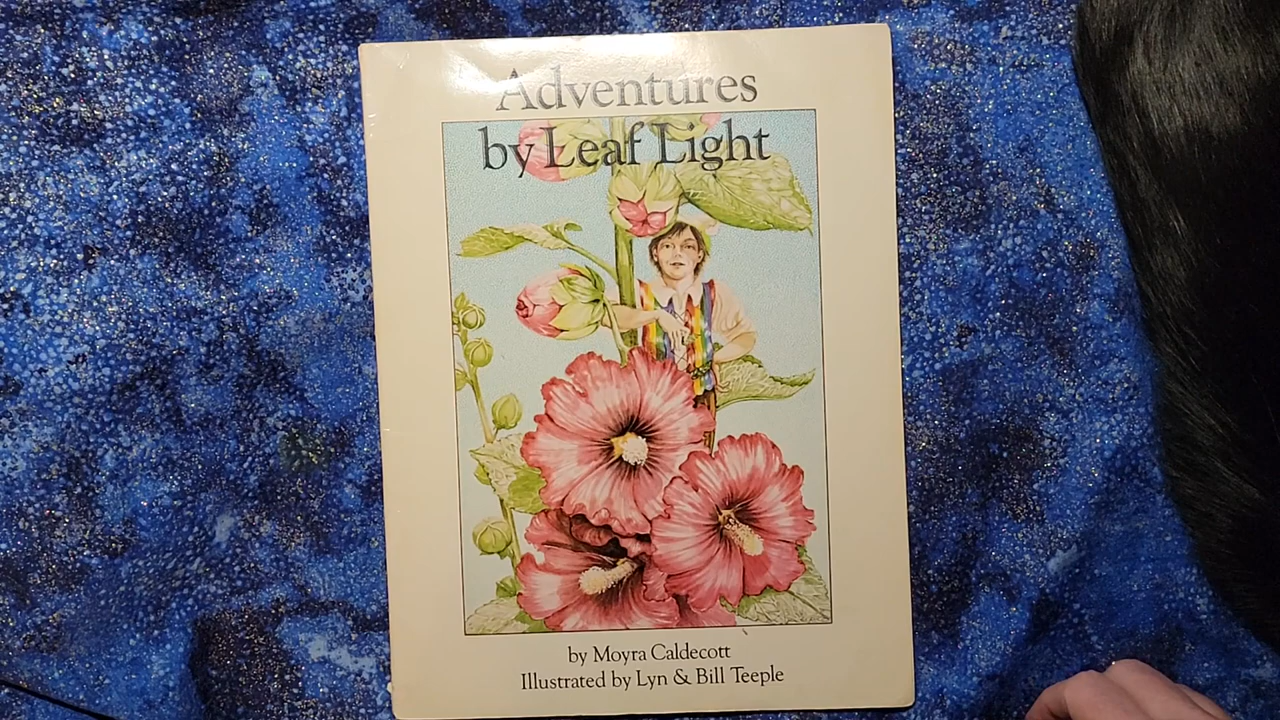 Adventures
by Leaf Light
by Moyra Caldecott
Illustrated by Lyn & Bill Teeple